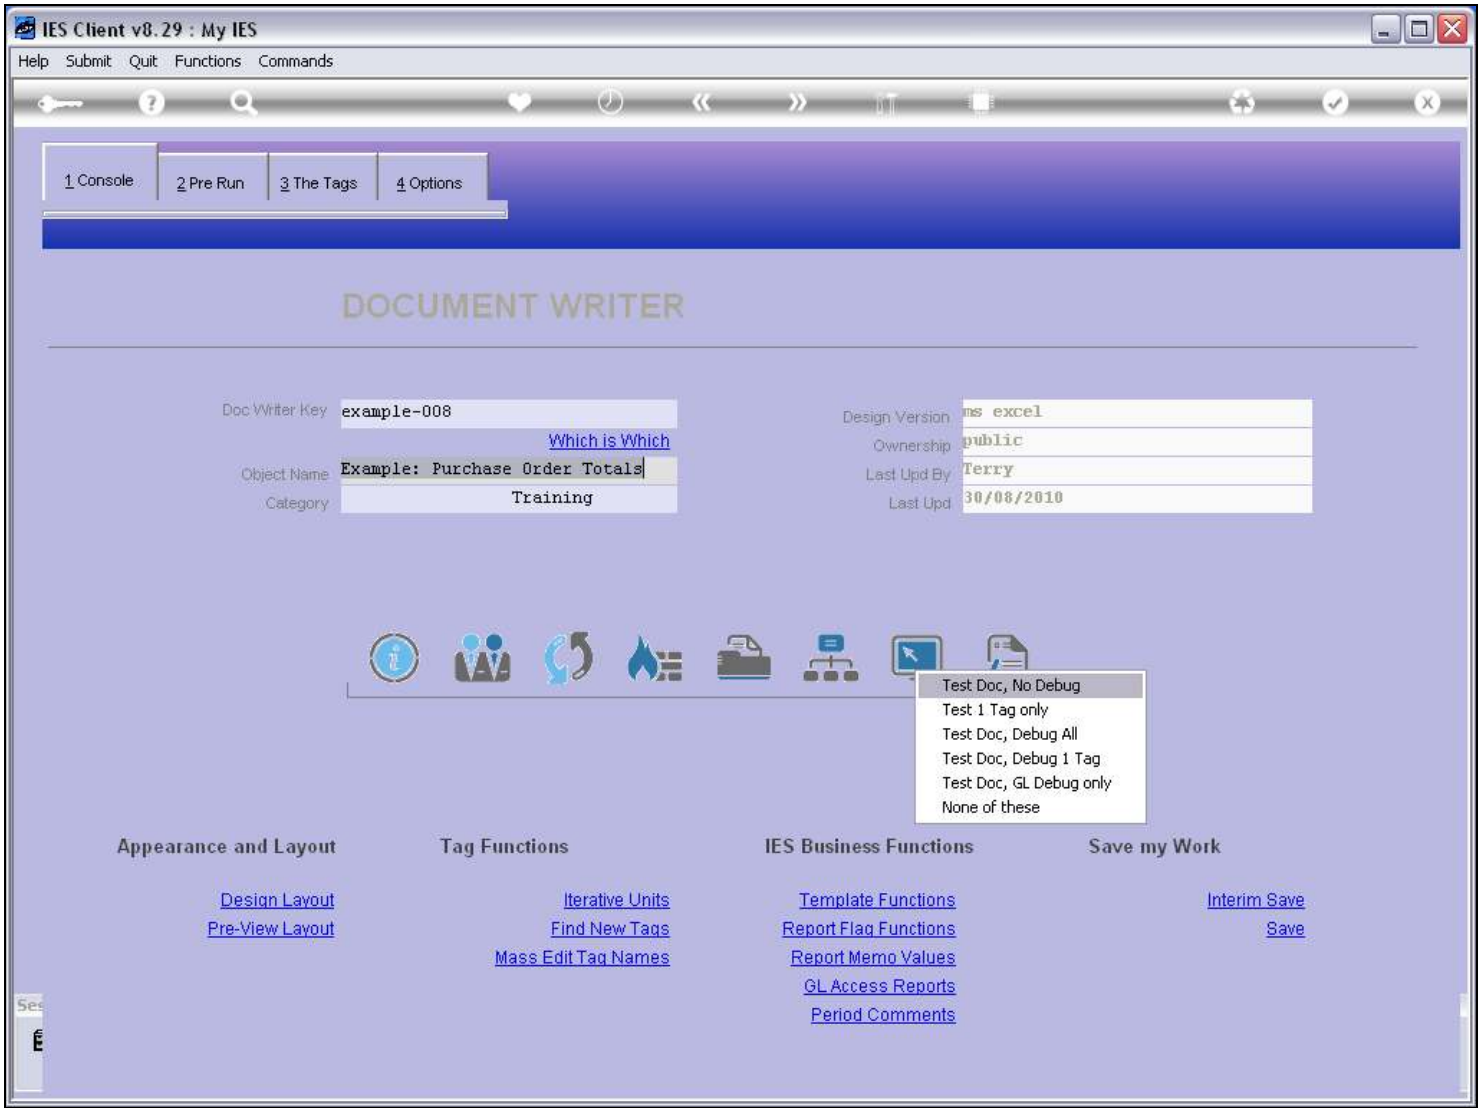 IES Client v8.29 : My IES
Help Submit Quit Functions Commands
1 Console 2 Pre Run 3 The Tags 4 Options
DOCUMENT WRITER
Doc Writer Key example-008
Which is Which
Object Name Example: Purchase Order Totals
Category Training
Design Version ms excel
Ownership public
Last Upd By Terry
Last Upd 30/08/2010
Test Doc, No Debug
Test 1 Tag only
Test Doc, Debug All
Test Doc, Debug 1 Tag
Test Doc, GL Debug only
None of these
Appearance and Layout
Design Layout
Pre-View Layout
Tag Functions
Iterative Units
Find New Tags
Mass Edit Tag Names
IES Business Functions
Template Functions
Report Flag Functions
Report Memo Values
GL Access Reports
Period Comments
Save my Work
Interim Save
Save
Ses